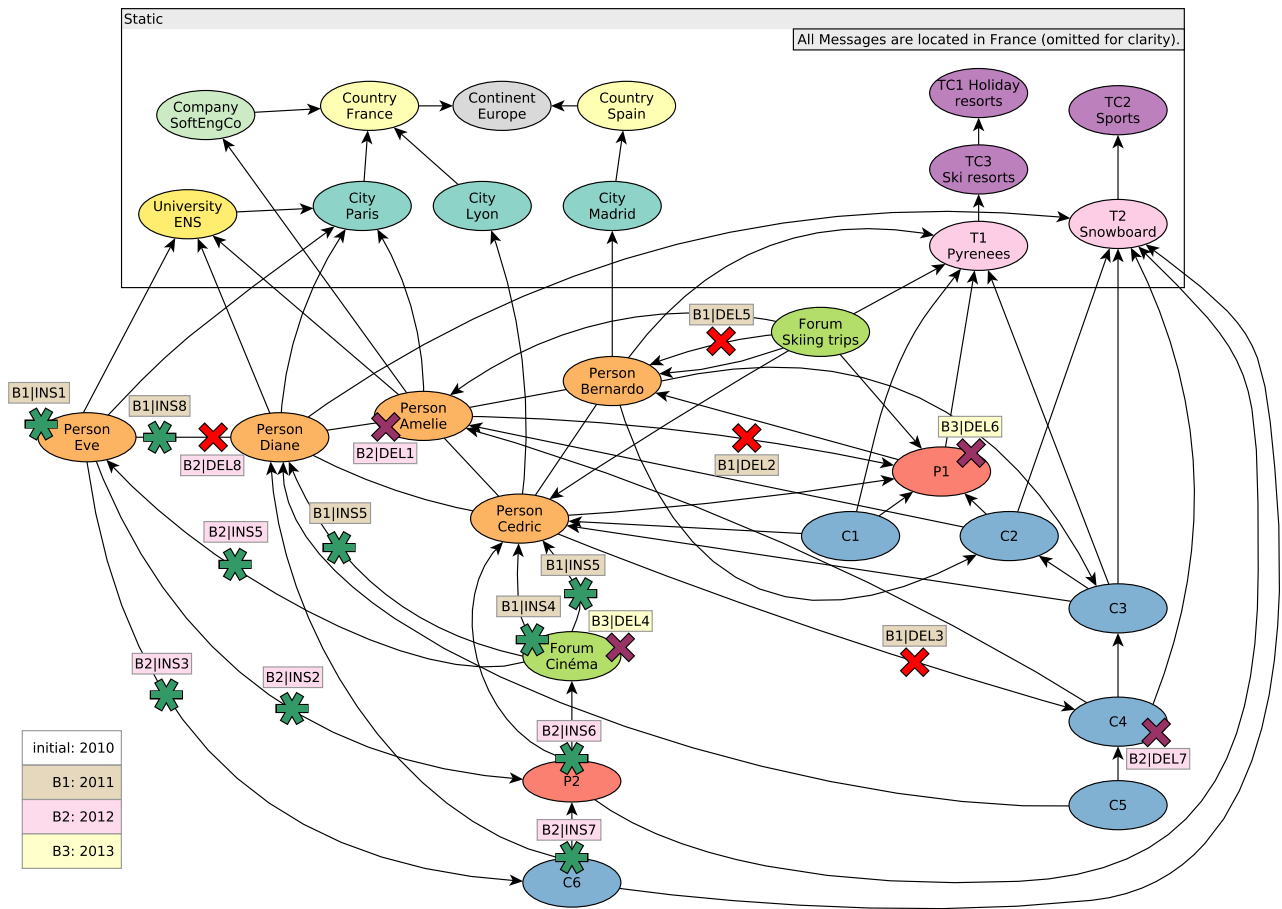 Static
All Messages are located in France (omitted for clarity).
Company
SoftEngCo
Country
France
Continent
Europe
Country
Spain
TC1 Holiday
resorts
TC2
Sports
TC3
Ski resorts
University
ENS
City
Paris
City
Lyon
City
Madrid
T1
Pyrenees
T2
Snowboard
B1|DEL5
Forum
Skiing trips
Person
Bernardo
B1|INS1
B1|INS8
Person
Eve
Person
Diane
Person
Amelie
B2|DEL8
B2|DEL1
B1|DEL2
B3|DEL6
P1
B1|INS5
B2|INS5
Person
Cedric
C1
C2
B1|INS5
B1|INS4
B3|DEL4
C3
B1|DEL3
Forum
Cinéma
B2|INS3
B2|INS2
B2|INS6
C4
B2|DEL7
P2
C5
B2|INS7
C6
initial: 2010
B1: 2011
B2: 2012
B3: 2013